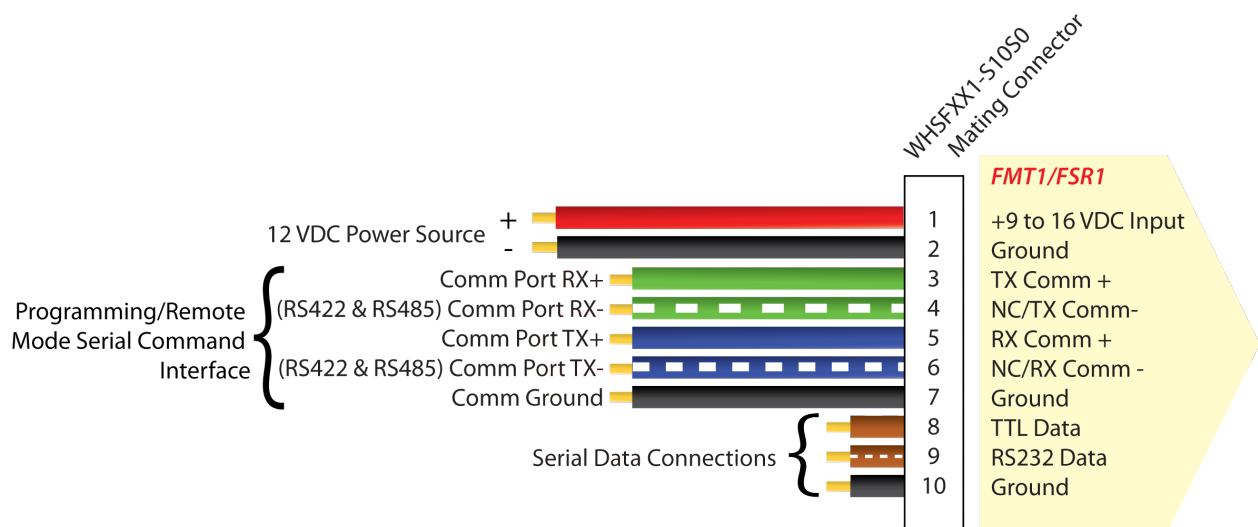 WHSFXX1-S10S0
Mating Connector
FMT1/FSR1
12 VDC Power Source
+
-
1
+9 to 16 VDC Input
2
Ground
Programming/Remote
Mode Serial Command
Interface
Comm Port RX+
3
TX Comm +
(RS422 & RS485) Comm Port RX-
4
NC/TX Comm-
Comm Port TX+
5
RX Comm +
(RS422 & RS485) Comm Port TX-
6
NC/RX Comm -
Comm Ground
7
Ground
Serial Data Connections
8
TTL Data
9
RS232 Data
10
Ground